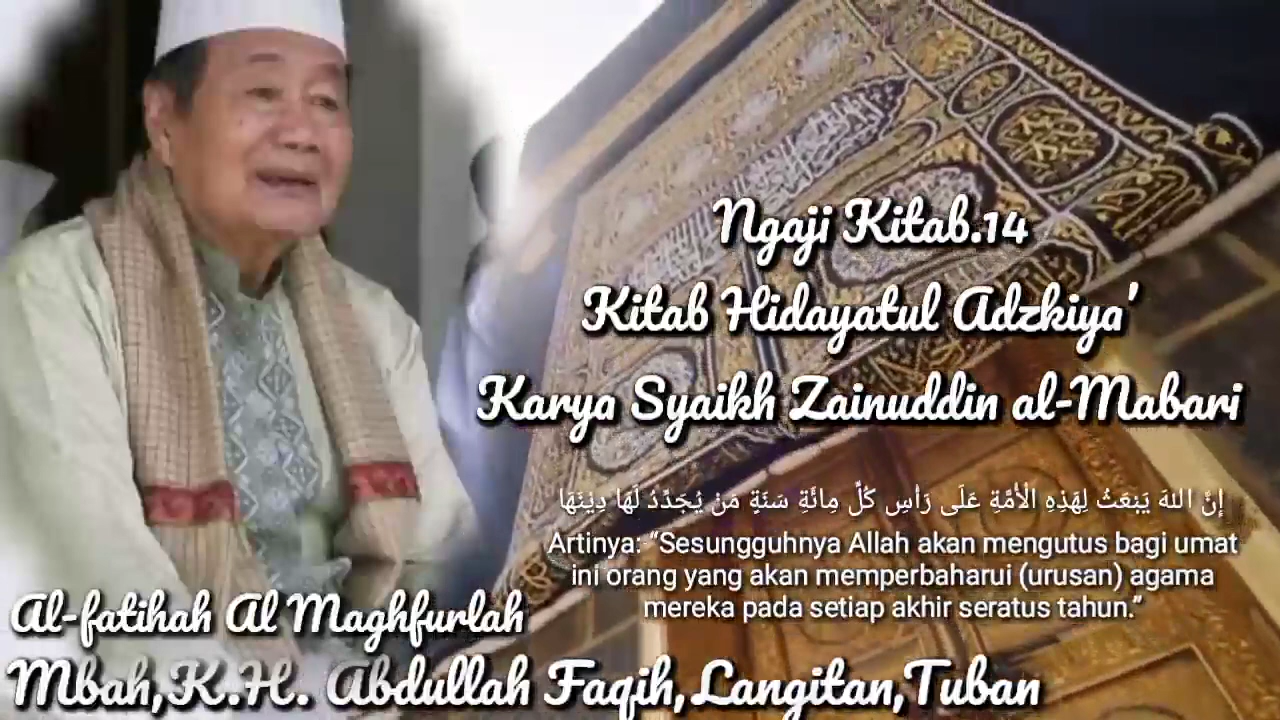 Ngaji Kitab.14
Kitab Hidayatul Adzkiya'
Karya Syaikh Zainuddin al-Mabari
إِنَّ اللهَ يَبْعَثُ لِهَذِهِ الْأُمَّةِ عَلَى رَأْسِ كُلِّ مِائَةِ سَنَةٍ مَنْ يُجَدِّدُ لَهَا دِينَهَا
Artinya: “Sesungguhnya Allah akan mengutus bagi umat
ini orang yang akan memperbaharui (urusan) agama
mereka pada setiap akhir seratus tahun.”
Al-fatihah Al Maghfurlah
Mbah,K.H. Abdullah Faqih,Langitan,Tuban